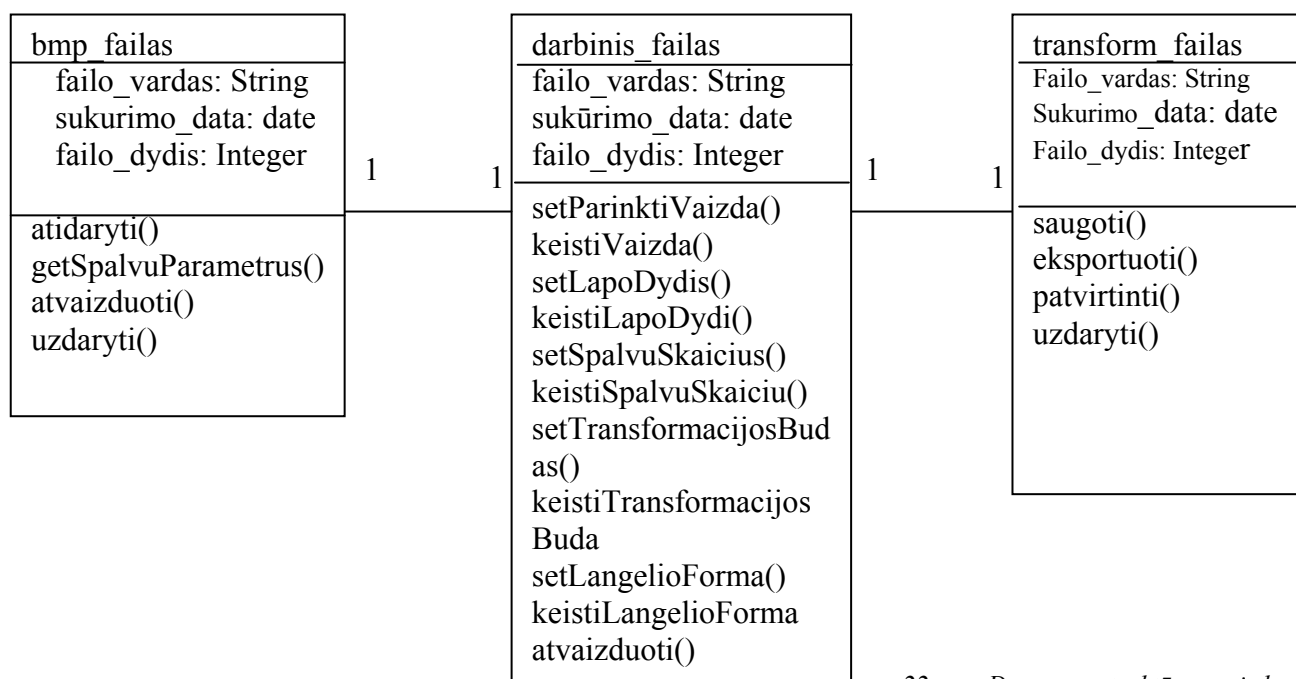 bmp_failas
failo_vardas: String
sukurimo_data: date
failo_dydis: Integer
atidaryti()
getSpalvuParametrus()
atvaizduoti()
uzdaryti()
1
1
darbinis_failas
failo_vardas: String
sukūrimo_data: date
failo_dydis: Integer
setParinktiVaizda()
keistiVaizda()
setLapoDydis()
keistiLapoDydi()
setSpalvuSkaicius()
keistiSpalvuSkaiciu()
setTransformacijosBud
as()
keistiTransformacijos
Buda
setLangelioForma()
keistiLangelioForma
atvaizduoti()
1
1
transform_failas
Failo_vardas: String
Sukurimo_data: date
Failo_dydis: Integer
saugoti()
eksportuoti()
patvirtinti()
uzdaryti()